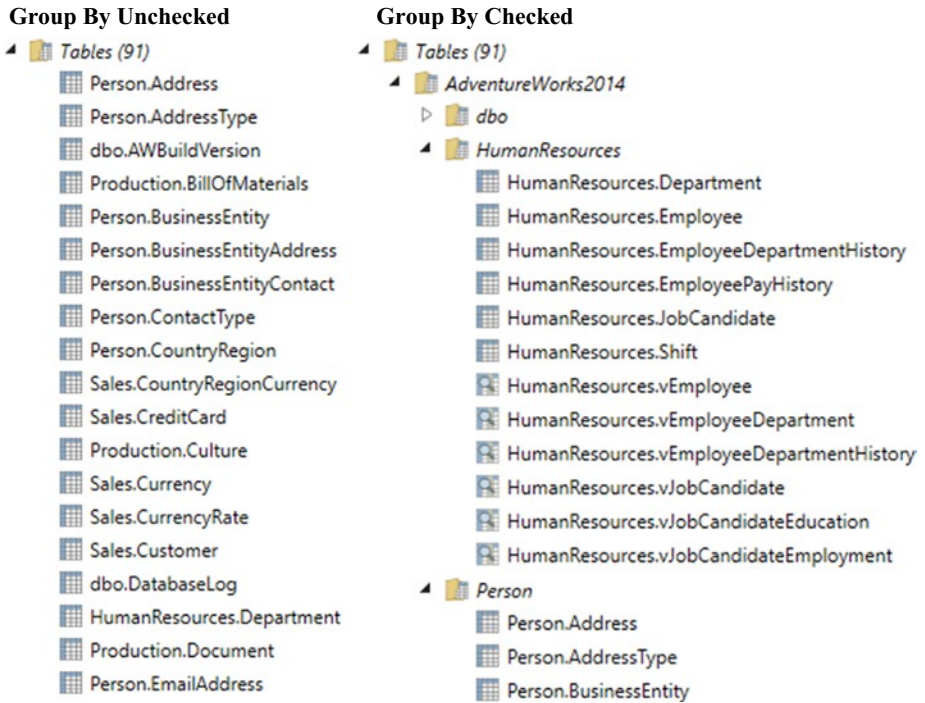 Group By Unchecked
Tables (91)
Person.Address
Person.AddressType
dbo.AWBuildVersion
Production.BillOfMaterials
Person.BusinessEntity
Person.BusinessEntityAddress
Person.BusinessEntityContact
Person.ContactType
Person.CountryRegion
Sales.CountryRegionCurrency
Sales.CreditCard
Production.Culture
Sales.Currency
Sales.CurrencyRate
Sales.Customer
dbo.DatabaseLog
HumanResources.Department
Production.Document
Person.EmailAddress
Group By Checked
Tables (91)
AdventureWorks2014
dbo
HumanResources
HumanResources.Department
HumanResources.Employee
HumanResources.EmployeeDepartmentHistory
HumanResources.EmployeePayHistory
HumanResources.JobCandidate
HumanResources.Shift
HumanResources.vEmployee
HumanResources.vEmployeeDepartment
HumanResources.vEmployeeDepartmentHistory
HumanResources.vJobCandidate
HumanResources.vJobCandidateEducation
HumanResources.vJobCandidateEmployment
Person
Person.Address
Person.AddressType
Person.BusinessEntity